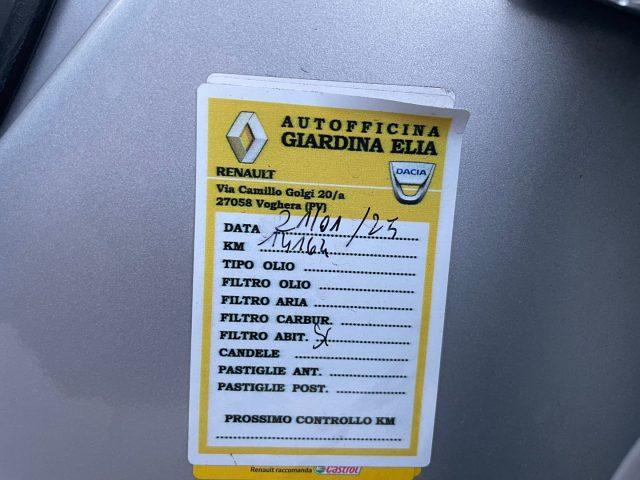 AUTOFFICINA
GIARDINA ELIA
RENAULT
DACIA
Via Camillo Golgi 20/a
27058 Voghera (PV)
DATA 21/01/25
KM 14164
TIPO OLIO
FILTRO OLIO
FILTRO ARIA
FILTRO CARBUR.
FILTRO ABIT.
CANDELE
PASTIGLIE ANT.
PASTIGLIE POST.
PROSSIMO CONTROLLO KM
Renault raccomanda Castrol